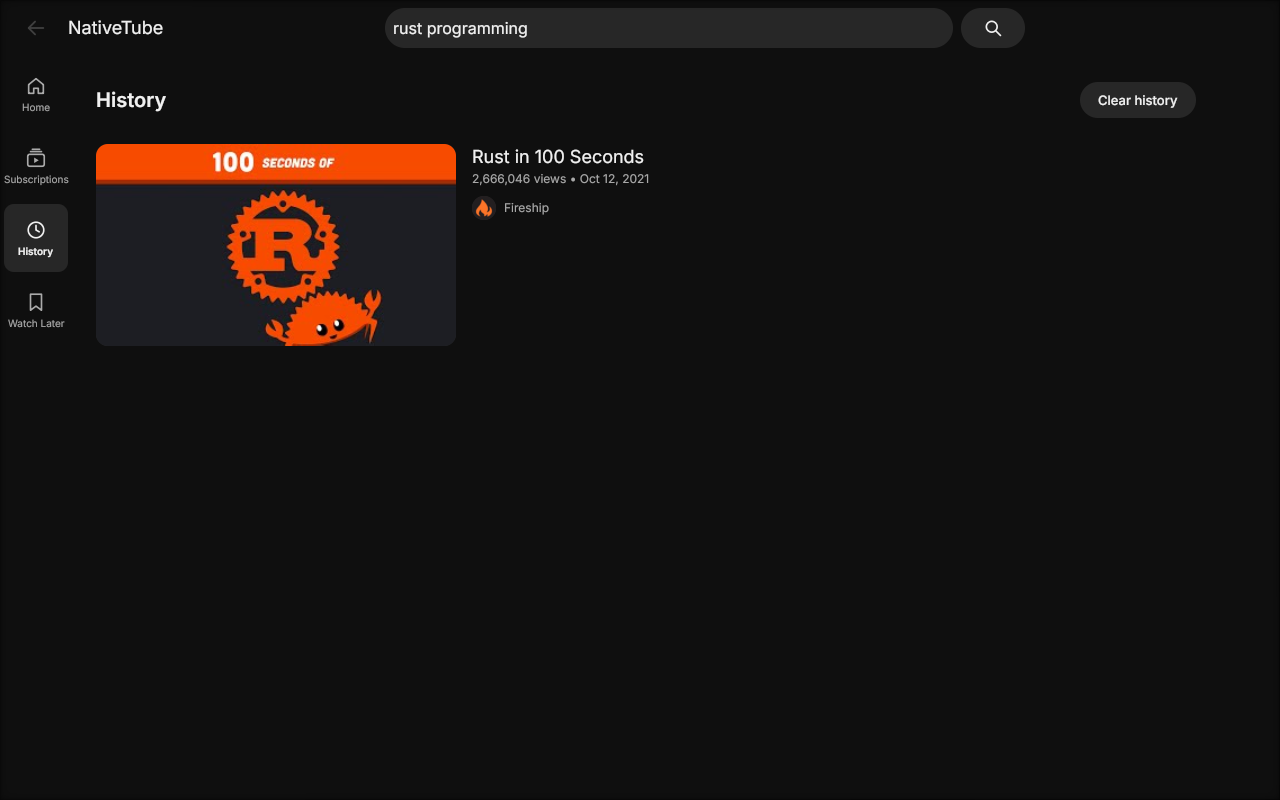 NativeTube
rust programming
Home
Subscriptions
History
Watch Later
History
Clear history
100 SECONDS OF
R
Rust in 100 Seconds
2,666,046 views • Oct 12, 2021
Fireship